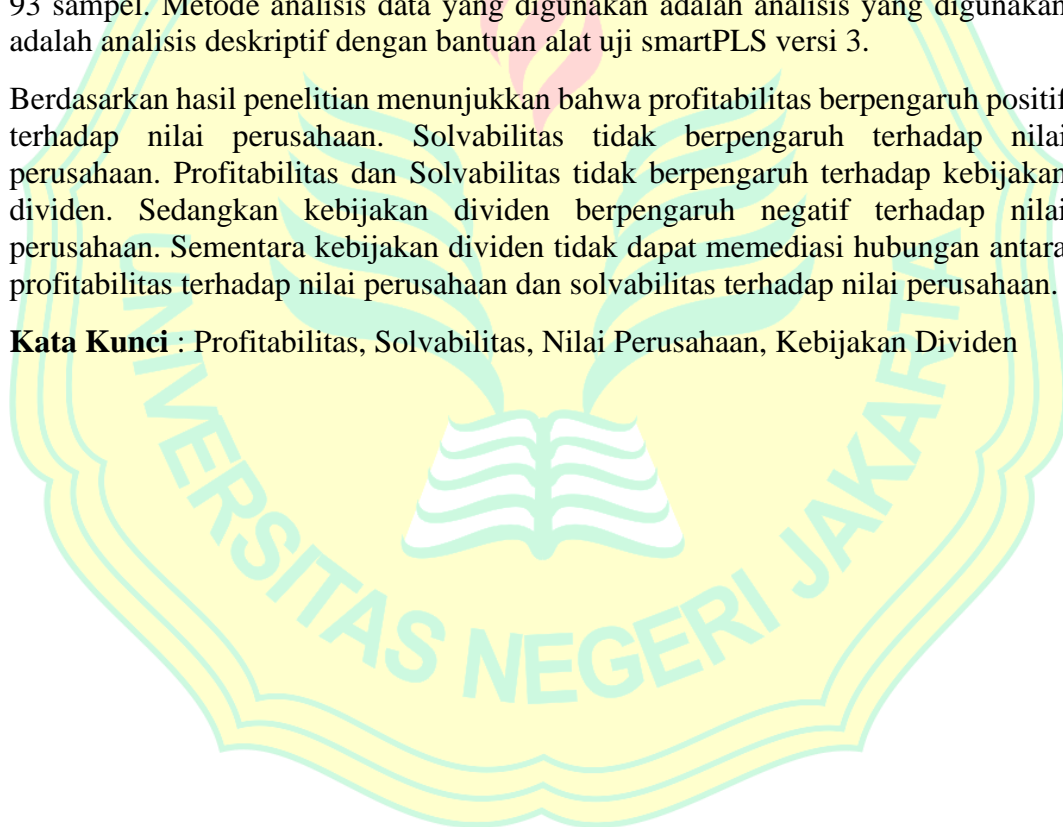 93 sampel. Metode analisis data yang digunakan adalah analisis yang digunakan
adalah analisis deskriptif dengan bantuan alat uji smartPLS versi 3.
Berdasarkan hasil penelitian menunjukkan bahwa profitabilitas berpengaruh positif
terhadap nilai perusahaan. Solvabilitas tidak berpengaruh terhadap nilai
perusahaan. Profitabilitas dan Solvabilitas tidak berpengaruh terhadap kebijakan
dividen. Sedangkan kebijakan dividen berpengaruh negatif terhadap nilai
perusahaan. Sementara kebijakan dividen tidak dapat memediasi hubungan antara
profitabilitas terhadap nilai perusahaan dan solvabilitas terhadap nilai perusahaan.
Kata Kunci : Profitabilitas, Solvabilitas, Nilai Perusahaan, Kebijakan Dividen
UNIVERSITAS NEGERI JAKARTA